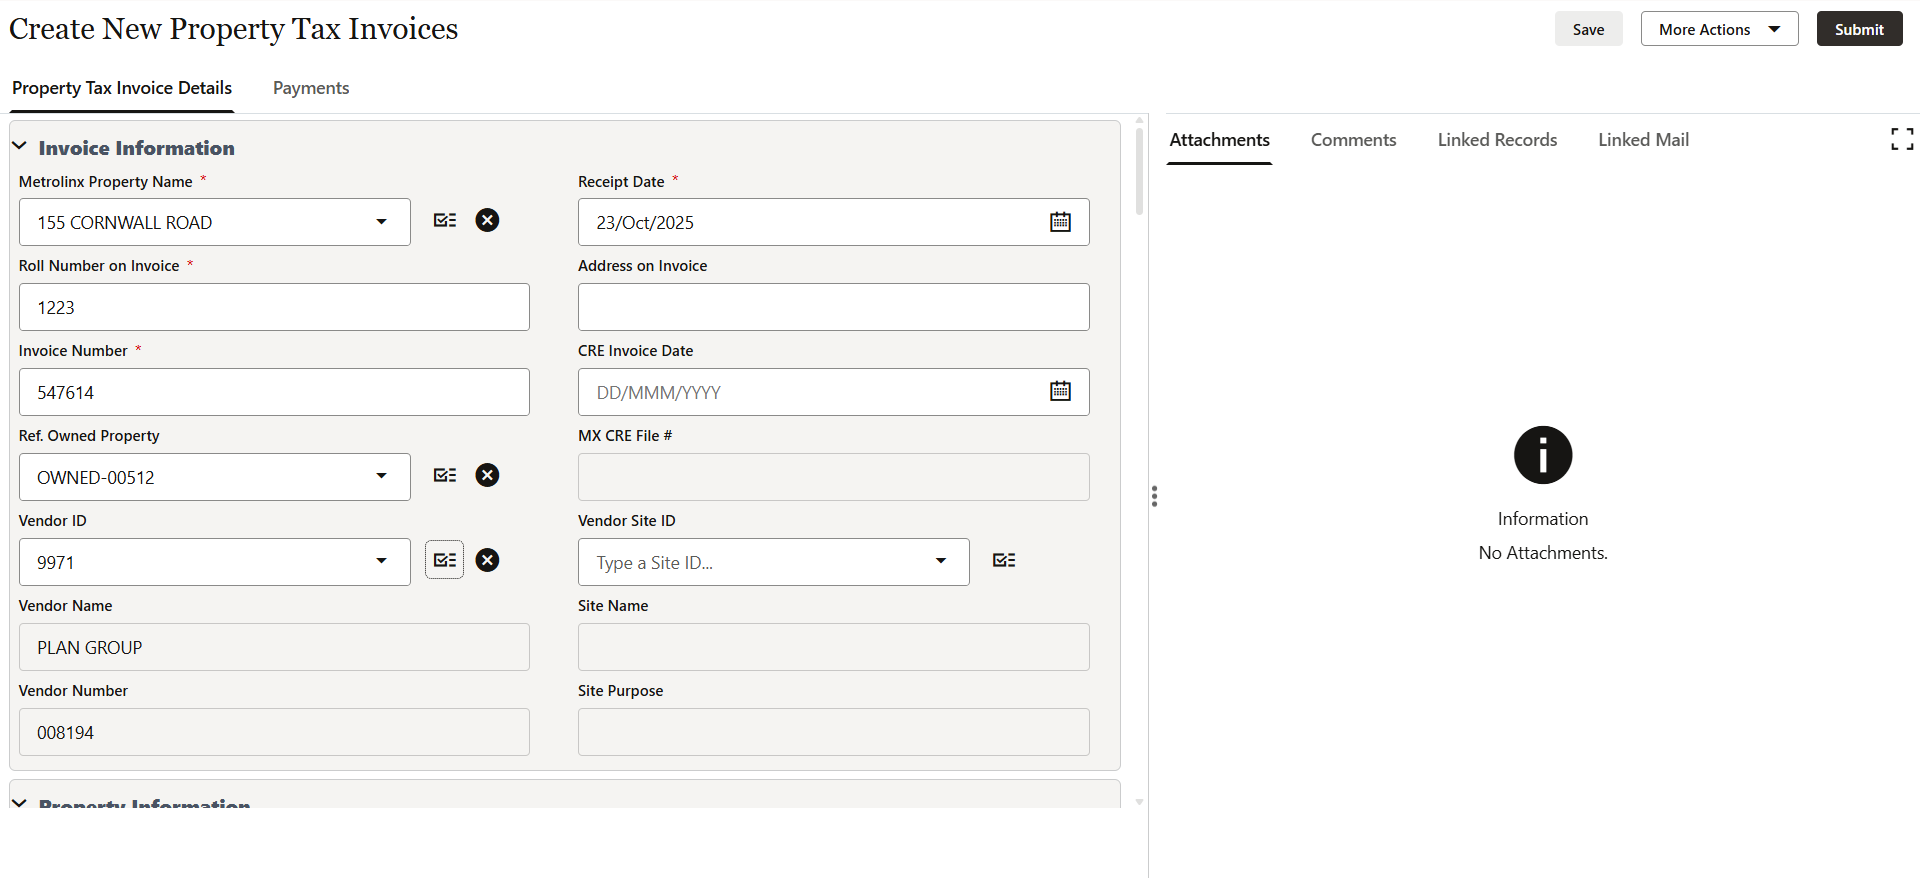 Create New Property Tax Invoices
Save
More Actions
Submit
Property Tax Invoice Details
Payments
Invoice Information
Metrolinx Property Name *
Receipt Date *
155 CORNWALL ROAD
23/Oct/2025
Roll Number on Invoice *
Address on Invoice
1223
Invoice Number *
CRE Invoice Date
547614
DD/MMM/YYYY
Ref. Owned Property
MX CRE File #
OWNED-00512
Vendor ID
Vendor Site ID
9971
Type a Site ID...
Vendor Name
Site Name
PLAN GROUP
Vendor Number
Site Purpose
008194
Property Information
Attachments
Comments
Linked Records
Linked Mail
Information
No Attachments.